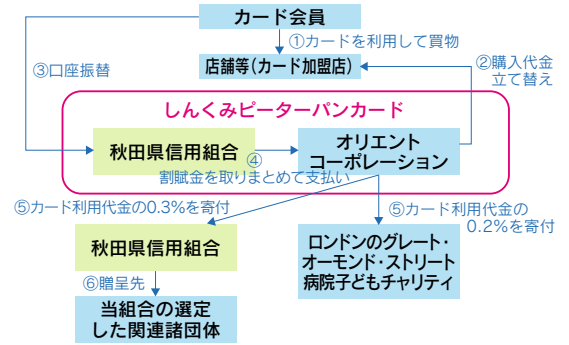 カード会員
①カードを利用して買物
店舗等(カード加盟店)
②購入代金
立て替え
③口座振替
しんくみピーターパンカード
秋田県信用組合
④
オリエント
コーポレーション
割賦金を取りまとめて支払い
⑤カード利用代金の0.3%を寄付
⑤カード利用代金の
0.2%を寄付
秋田県信用組合
ロンドンのグレート・
オーモンド・ストリート
病院子どもチャリティ
⑥贈呈先
当組合の選定
した関連諸団体